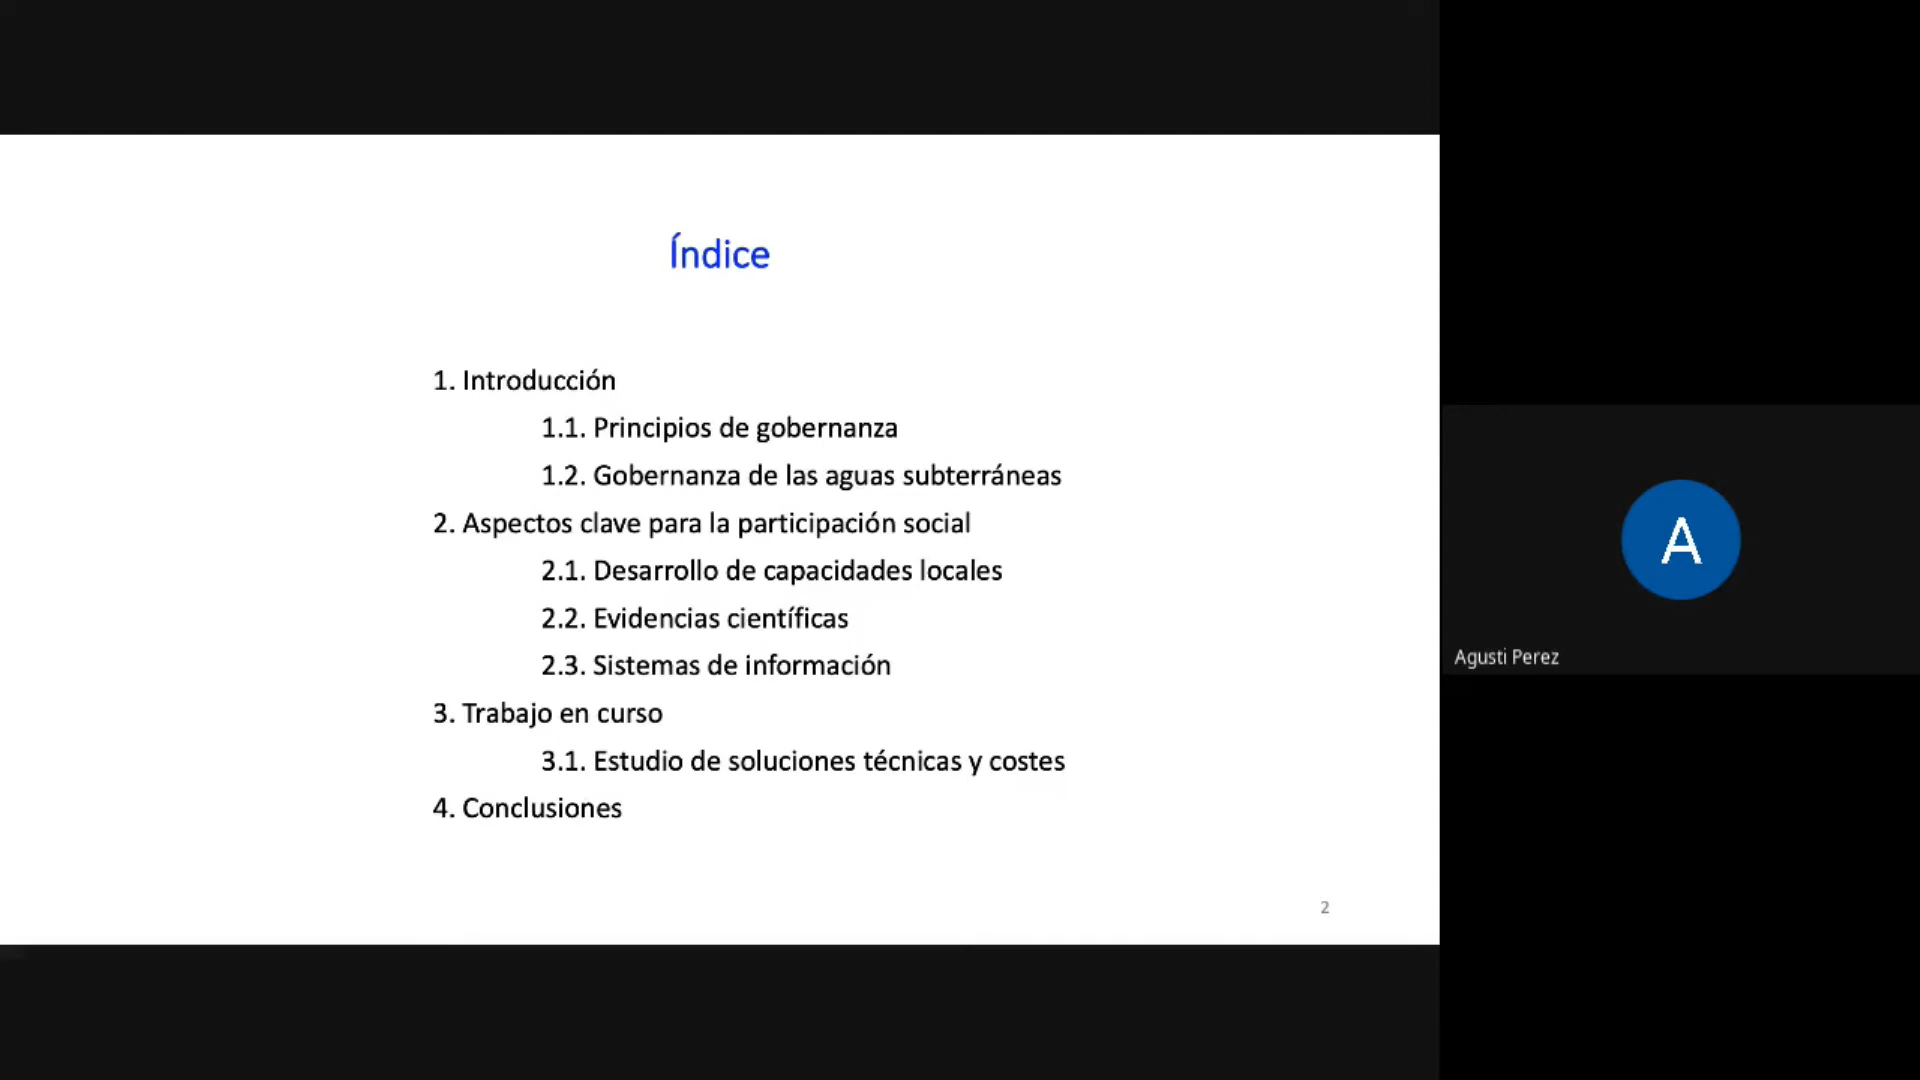 Índice
1. Introducción
1.1. Principios de gobernanza
1.2. Gobernanza de las aguas subterráneas
2. Aspectos clave para la participación social
2.1. Desarrollo de capacidades locales
2.2. Evidencias científicas
2.3. Sistemas de información
3. Trabajo en curso
3.1. Estudio de soluciones técnicas y costes
4. Conclusiones
2
A
Agusti Perez